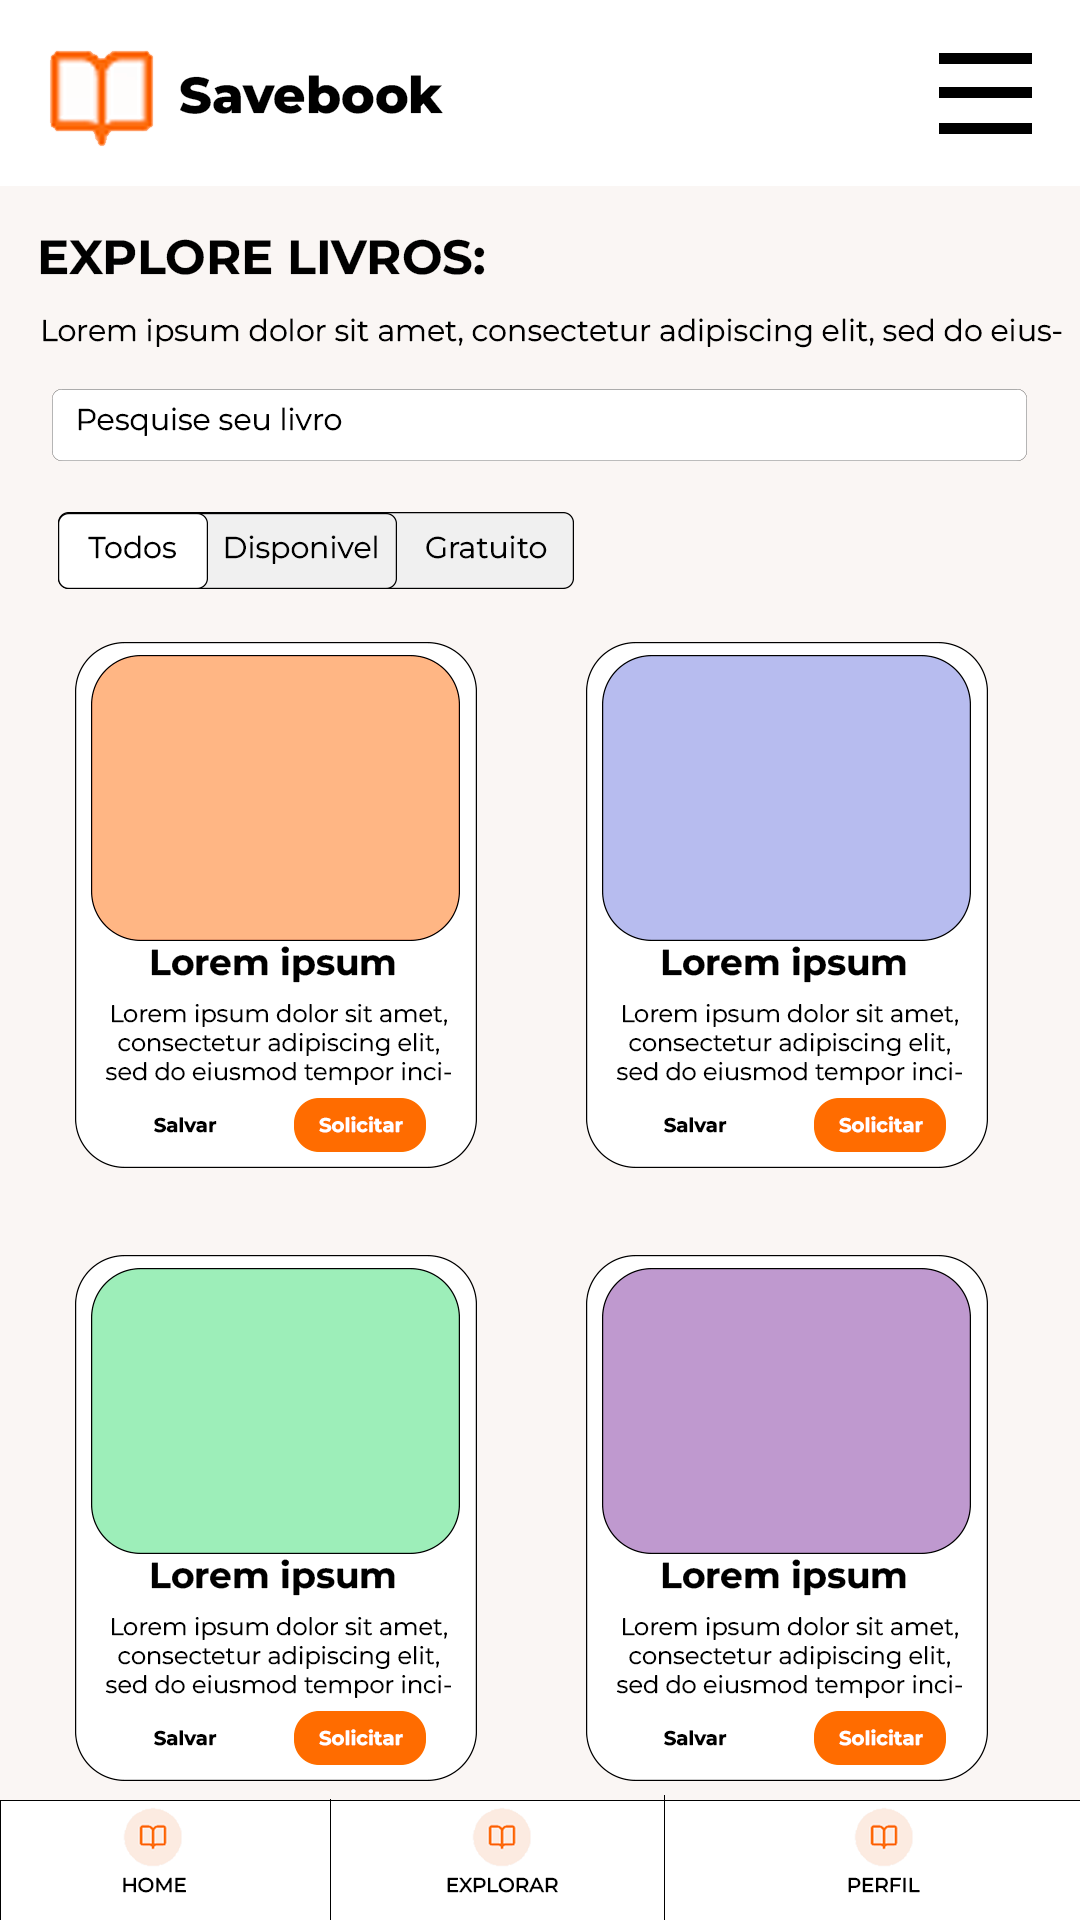 Savebook
EXPLORE LIVROS:
Lorem ipsum dolor sit amet, consectetur adipiscing elit, sed do eius-
Pesquise seu livro
Todos Disponivel Gratuito
Lorem ipsum
Lorem ipsum dolor sit amet,
consectetur adipiscing elit,
sed do eiusmod tempor inci-
Salvar Solicitar
Lorem ipsum
Lorem ipsum dolor sit amet,
consectetur adipiscing elit,
sed do eiusmod tempor inci-
Salvar Solicitar
Lorem ipsum
Lorem ipsum dolor sit amet,
consectetur adipiscing elit,
sed do eiusmod tempor inci-
Salvar Solicitar
Lorem ipsum
Lorem ipsum dolor sit amet,
consectetur adipiscing elit,
sed do eiusmod tempor inci-
Salvar Solicitar
HOME EXPLORAR PERFIL